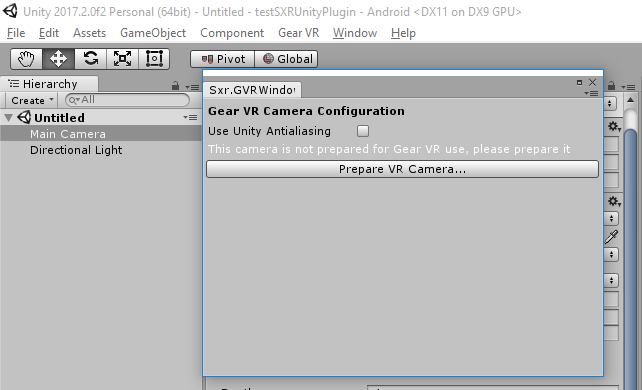 Unity 2017.2.0f2 Personal (64bit) - Untitled - testSXRUnityPlugin - Android <DX11 on DX9 GPU>
File Edit Assets GameObject Component Gear VR Window Help
Pivot Global
Hierarchy
Create All
Untitled
Main Camera
Directional Light
Sxr.GVRWindo
Gear VR Camera Configuration
Use Unity Antialiasing
This camera is not prepared for Gear VR use, please prepare it
Prepare VR Camera...